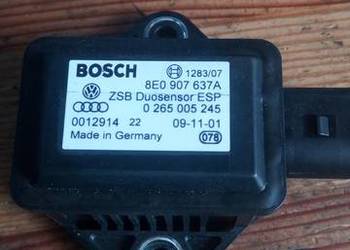 BOSCH 1283/07
8E0 907 637A
ZSB Duosensor ESP
0 265 005 245
0012914 22 09-11-01
Made in Germany 078